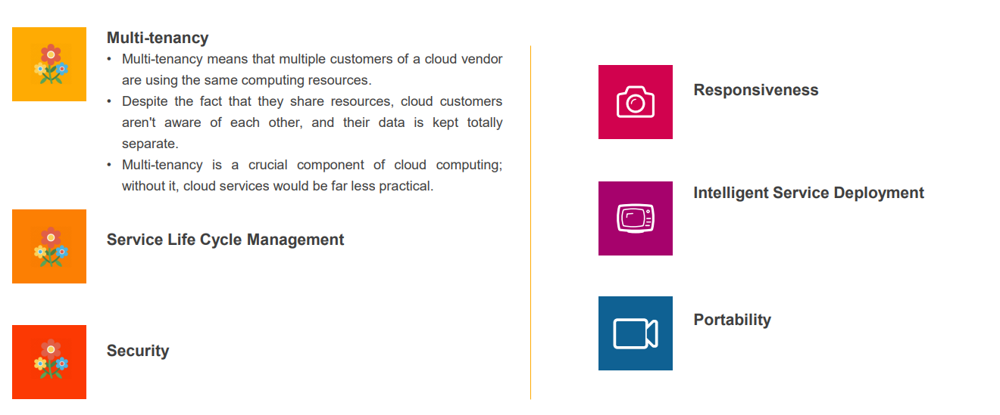 Multi-tenancy
• Multi-tenancy means that multiple customers of a cloud vendor
are using the same computing resources.
• Despite the fact that they share resources, cloud customers
aren't aware of each other, and their data is kept totally
separate.
• Multi-tenancy is a crucial component of cloud computing;
without it, cloud services would be far less practical.
Service Life Cycle Management
Security
Responsiveness
Intelligent Service Deployment
Portability